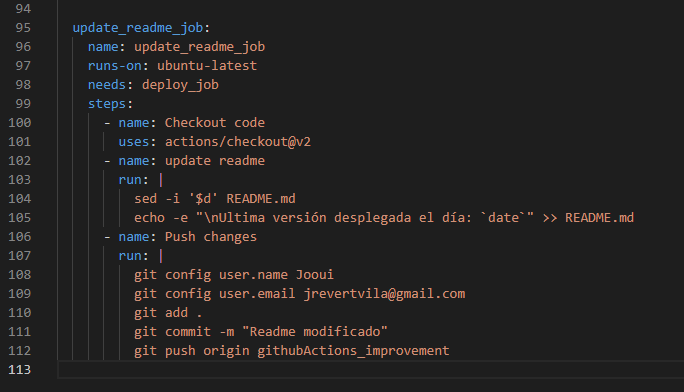 94
95 update_readme_job:
96 name: update_readme_job
97 runs-on: ubuntu-latest
98 needs: deploy_job
99 steps:
100 - name: Checkout code
101 uses: actions/checkout@v2
102 - name: update readme
103 run: |
104 sed -i '$d' README.md
105 echo -e "\nUltima versión desplegada el día: `date`" >> README.md
106 - name: Push changes
107 run: |
108 git config user.name Jooui
109 git config user.email jrevertvila@gmail.com
110 git add .
111 git commit -m "Readme modificado"
112 git push origin githubActions_improvement
113